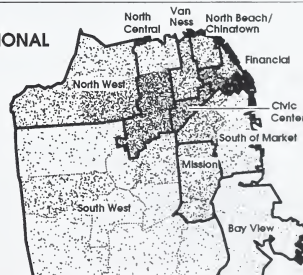 IONAL
North
Central
Van
Ness
North Beach/
Chinatown
Financial
North West
Civic
Center
South of Market
Mission
South West
Bay View